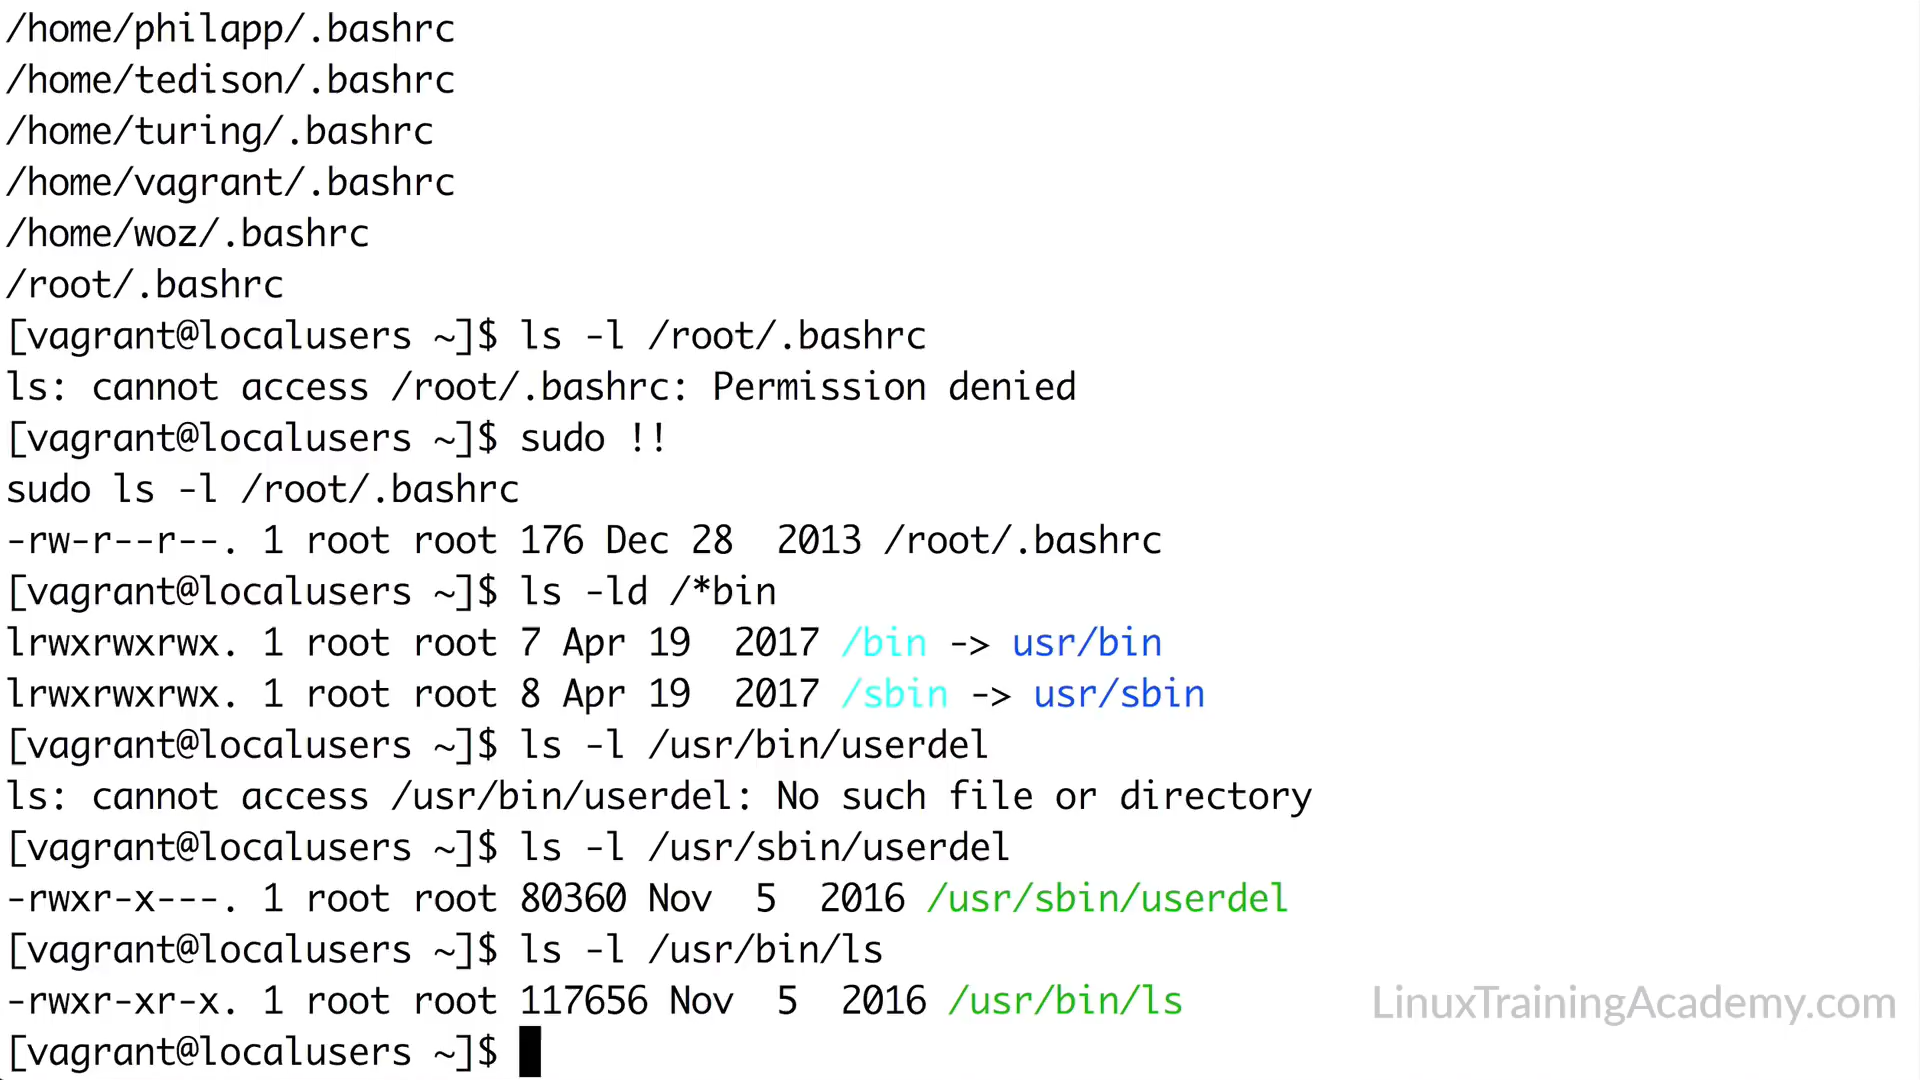 /home/philapp/.bashrc
/home/tedison/.bashrc
/home/turing/.bashrc
/home/vagrant/.bashrc
/home/woz/.bashrc
/root/.bashrc
[vagrant@localusers ~]$ ls -l /root/.bashrc
ls: cannot access /root/.bashrc: Permission denied
[vagrant@localusers ~]$ sudo !!
sudo ls -l /root/.bashrc
-rw-r--r--. 1 root root 176 Dec 28  2013 /root/.bashrc
[vagrant@localusers ~]$ ls -ld /*bin
lrwxrwxrwx. 1 root root 7 Apr 19  2017 /bin -> usr/bin
lrwxrwxrwx. 1 root root 8 Apr 19  2017 /sbin -> usr/sbin
[vagrant@localusers ~]$ ls -l /usr/bin/userdel
ls: cannot access /usr/bin/userdel: No such file or directory
[vagrant@localusers ~]$ ls -l /usr/sbin/userdel
-rwxr-x---. 1 root root 80360 Nov  5  2016 /usr/sbin/userdel
[vagrant@localusers ~]$ ls -l /usr/bin/ls
-rwxr-xr-x. 1 root root 117656 Nov  5  2016 /usr/bin/ls
LinuxTrainingAcademy.com
[vagrant@localusers ~]$